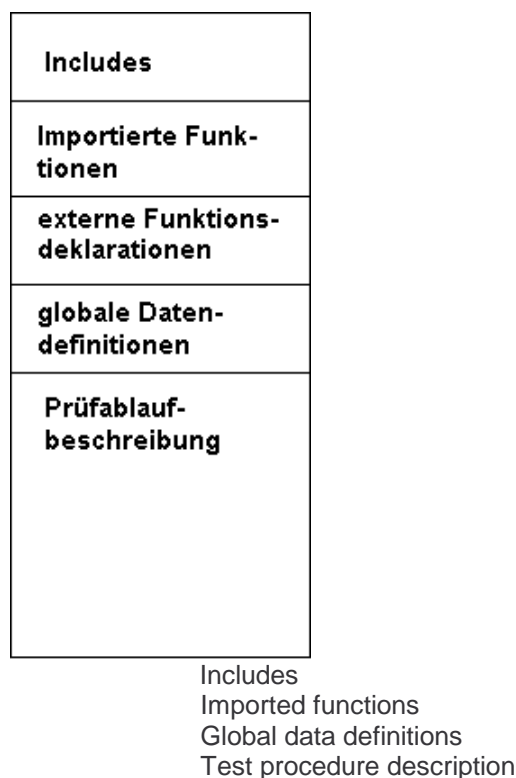 Includes
Importierte Funk-
tionen
externe Funktions-
deklarationen
globale Daten-
definitionen
Prüfablauf-
beschreibung
Includes
Imported functions
Global data definitions
Test procedure description